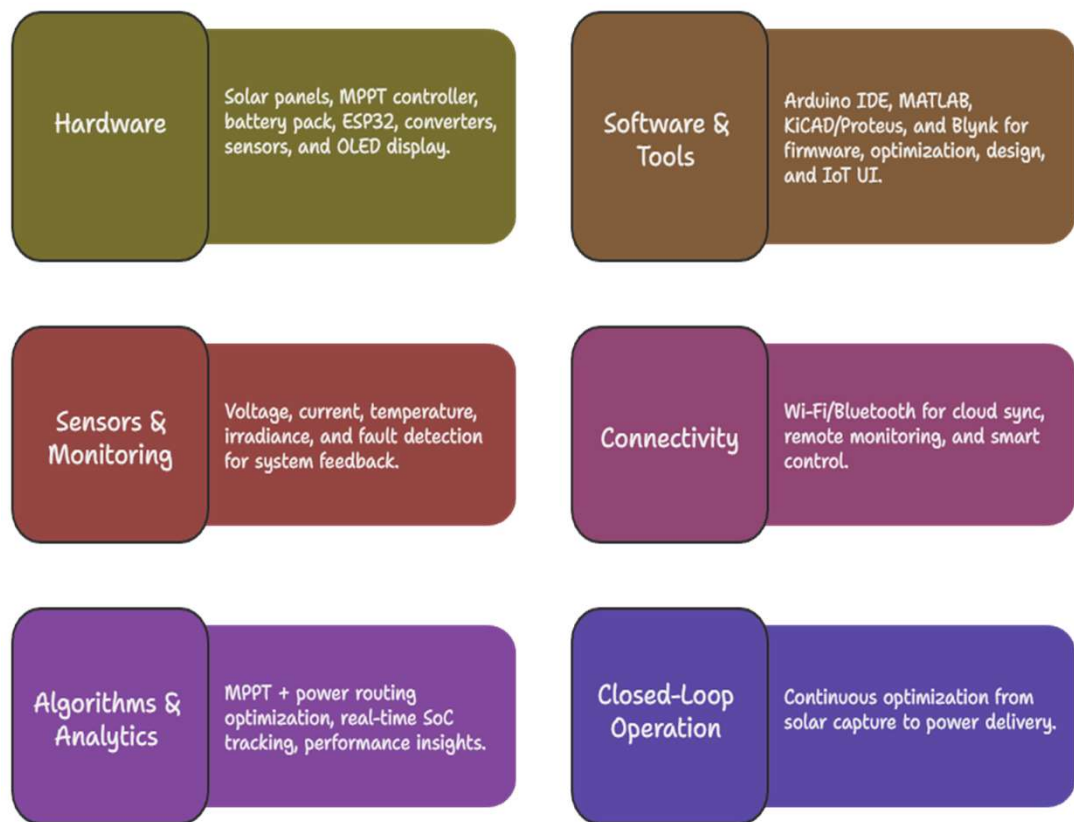 Hardware
Solar panels, MPPT controller,
battery pack, ESP32, converters,
sensors, and OLED display.
Software &
Tools
Arduino IDE, MATLAB,
KiCAD/Proteus, and Blynk for
firmware, optimization, design,
and IoT UI.
Sensors &
Monitoring
Voltage, current, temperature,
irradiance, and fault detection
for system feedback.
Connectivity
Wi-Fi/Bluetooth for cloud sync,
remote monitoring, and smart
control.
Algorithms &
Analytics
MPPT + power routing
optimization, real-time SoC
tracking, performance insights.
Closed-Loop
Operation
Continuous optimization from
solar capture to power delivery.